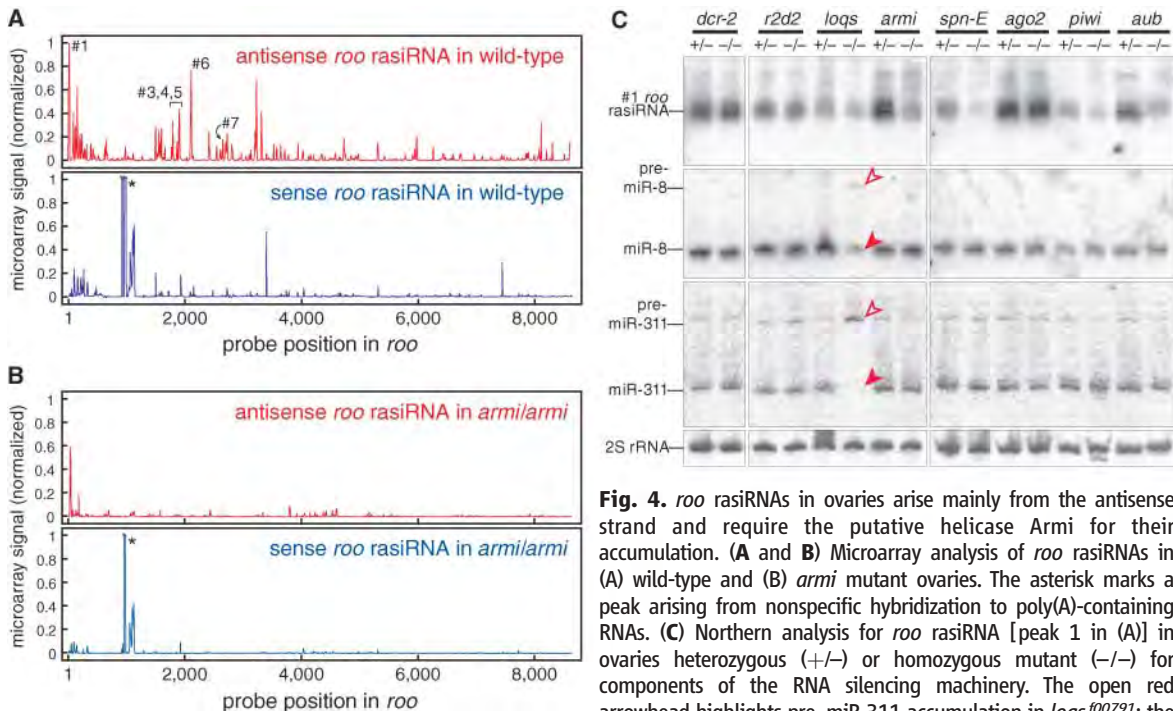 A
#1
antisense roo rasiRNA in wild-type
#6
#3,4,5
#7
1
0.8
0.6
0.4
0.2
0
microarray signal (normalized)
sense roo rasiRNA in wild-type
*
1
0.8
0.6
0.4
0.2
0
1 2,000 4,000 6,000 8,000
probe position in roo
B
antisense roo rasiRNA in armi/armi
1
0.8
0.6
0.4
0.2
0
microarray signal (normalized)
sense roo rasiRNA in armi/armi
*
1
0.8
0.6
0.4
0.2
0
1 2,000 4,000 6,000 8,000
probe position in roo
C
dcr-2 r2d2 loqs armi spn-E ago2 piwi aub
+/– –/– +/– –/– +/– –/– +/– –/– +/– –/– +/– –/– +/– –/– +/– –/–
#1 roo
rasiRNA
pre-
miR-8
miR-8
pre-
miR-311
miR-311
2S rRNA
Fig. 4. roo rasiRNAs in ovaries arise mainly from the antisense
strand and require the putative helicase Armi for their
accumulation. (A and B) Microarray analysis of roo rasiRNAs in
(A) wild-type and (B) armi mutant ovaries. The asterisk marks a
peak arising from nonspecific hybridization to poly(A)-containing
RNAs. (C) Northern analysis for roo rasiRNA [peak 1 in (A)] in
ovaries heterozygous (+/–) or homozygous mutant (–/–) for
components of the RNA silencing machinery. The open red
arrowhead highlights pre-miR-311 accumulation in loqs f00791; the